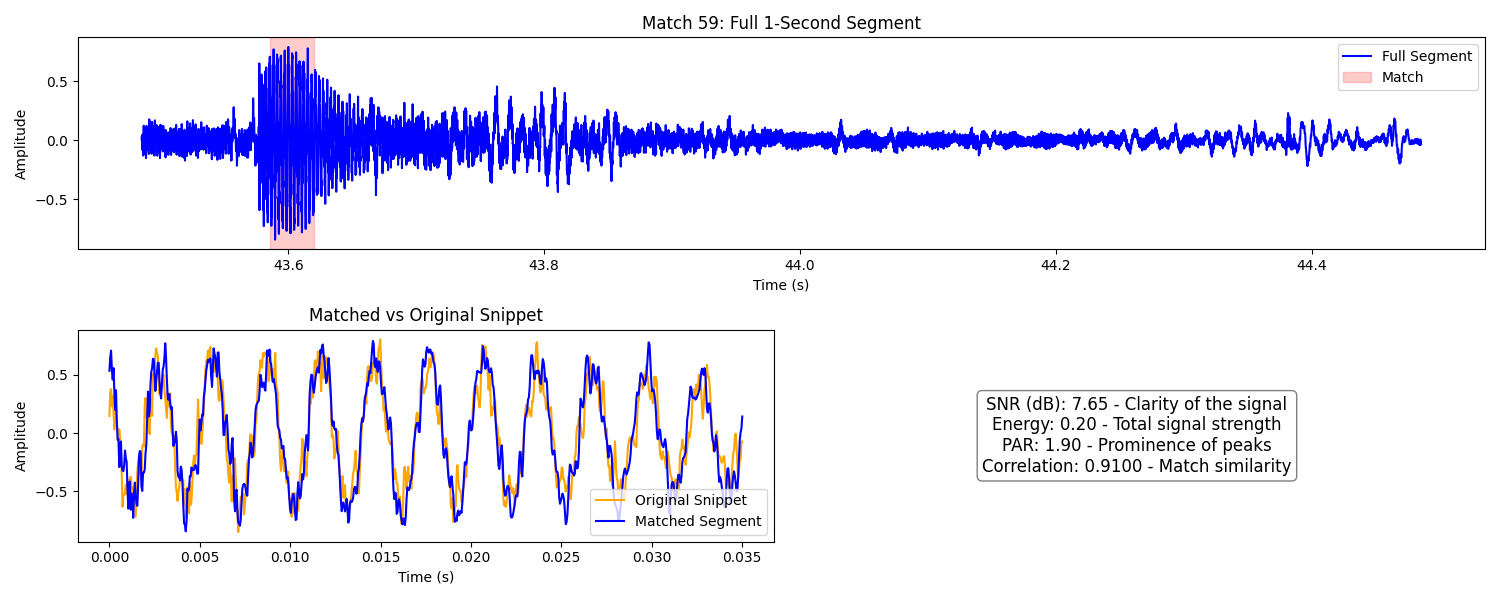 Match 59: Full 1-Second Segment
Amplitude
0.5
0.0
−0.5
Full Segment
Match
43.6 43.8 44.0 44.2 44.4
Time (s)
Matched vs Original Snippet
Amplitude
0.5
0.0
−0.5
Original Snippet
Matched Segment
0.000 0.005 0.010 0.015 0.020 0.025 0.030 0.035
Time (s)
SNR (dB): 7.65 - Clarity of the signal
Energy: 0.20 - Total signal strength
PAR: 1.90 - Prominence of peaks
Correlation: 0.9100 - Match similarity